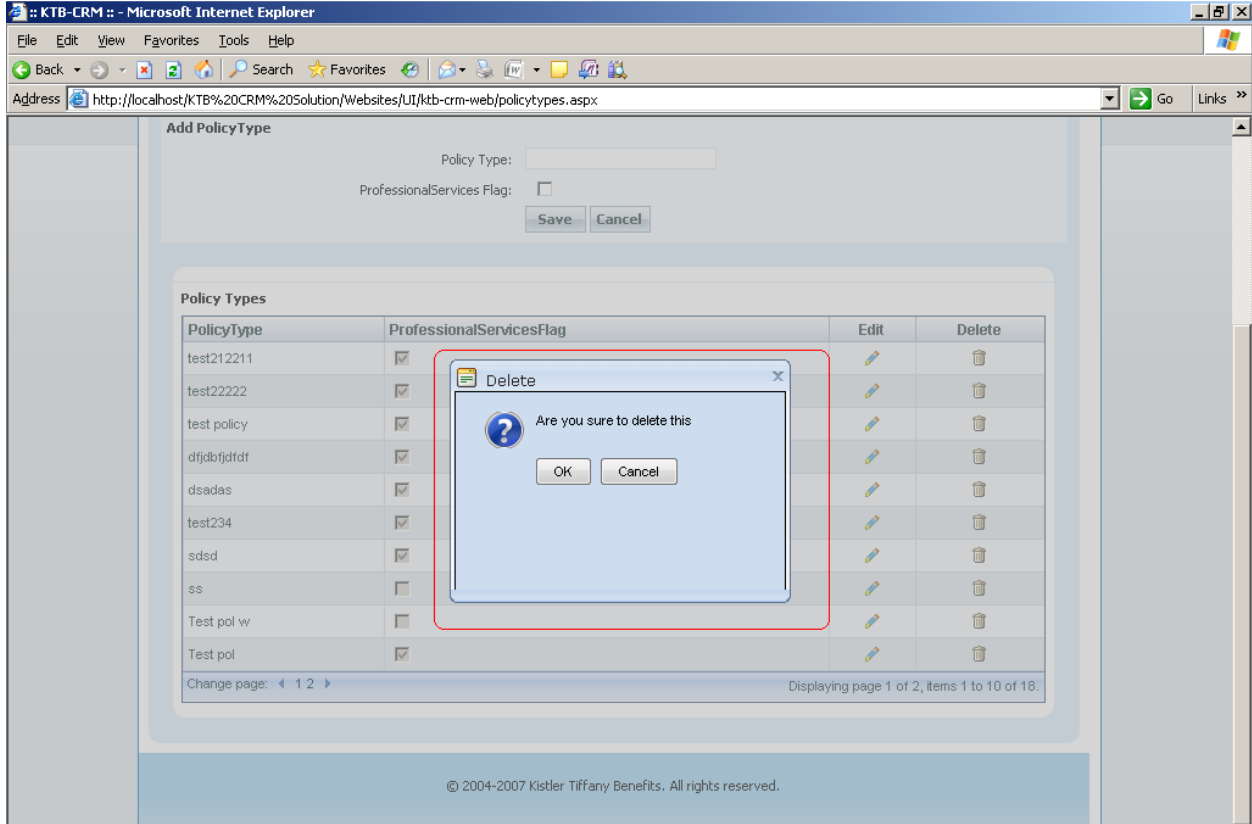 :: KTB-CRM :: - Microsoft Internet Explorer
File Edit View Favorites Tools Help
Back Search Favorites
Address http://localhost/KTB%20CRM%20Solution/Websites/UI/ktb-crm-web/policytypes.aspx Go Links »
Add PolicyType
Policy Type:
ProfessionalServices Flag:
Save Cancel
Policy Types
PolicyType ProfessionalServicesFlag Edit Delete
test212211
test22222
test policy
dfjdbfjdfdf
dsadas
test234
sdsd
ss
Test pol w
Test pol
Delete x
Are you sure to delete this
OK Cancel
Change page: 1 2 Displaying page 1 of 2, items 1 to 10 of 18.
© 2004-2007 Kistler Tiffany Benefits. All rights reserved.